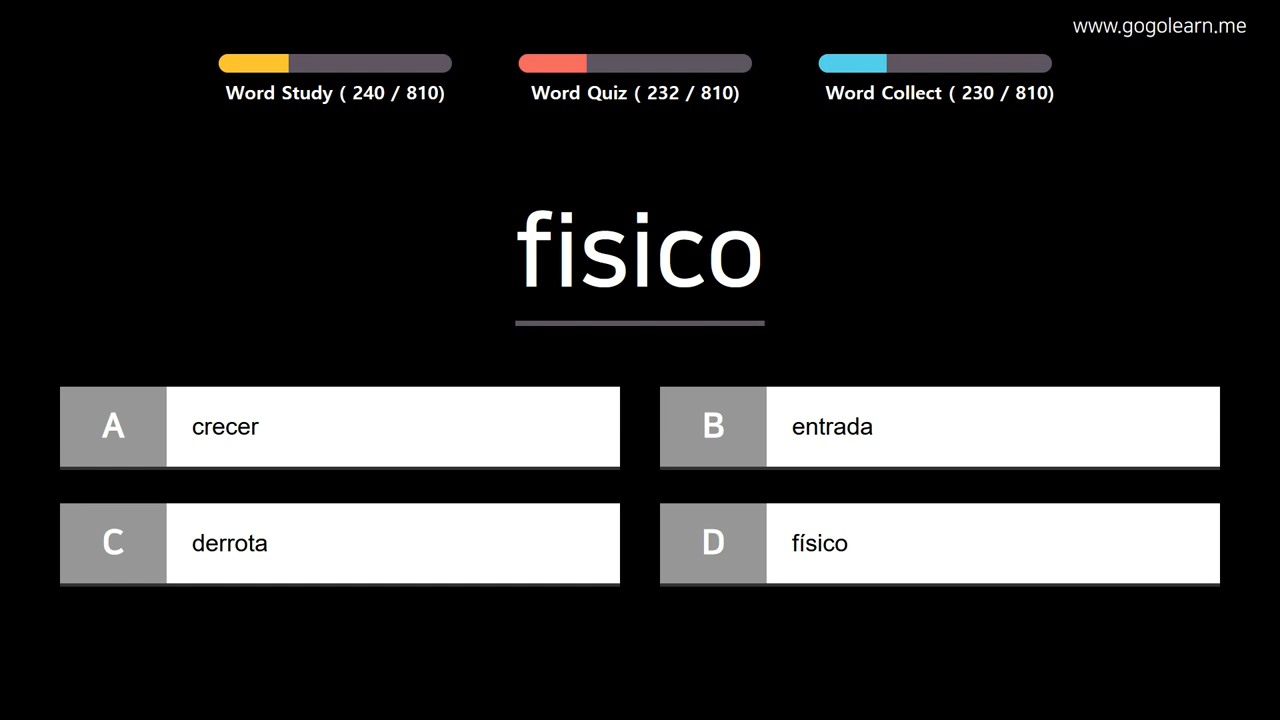 www.gogolearn.me
Word Study ( 240 / 810)
Word Quiz ( 232 / 810)
Word Collect ( 230 / 810)
fisico
A
crecer
B
entrada
C
derrota
D
físico